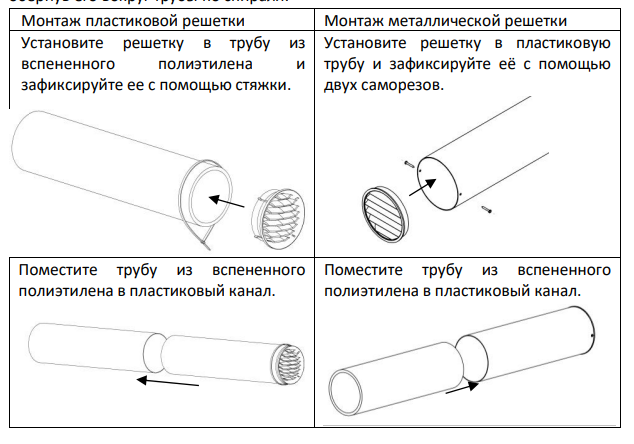 Монтаж пластиковой решетки
Монтаж металлической решетки
Установите решетку в трубу из
вспененного полиэтилена и
зафиксируйте ее с помощью стяжки.
Установите решетку в пластиковую
трубу и зафиксируйте её с помощью
двух саморезов.
Поместите трубу из вспененного
полиэтилена в пластиковый канал.
Поместите трубу из вспененного
полиэтилена в пластиковый канал.